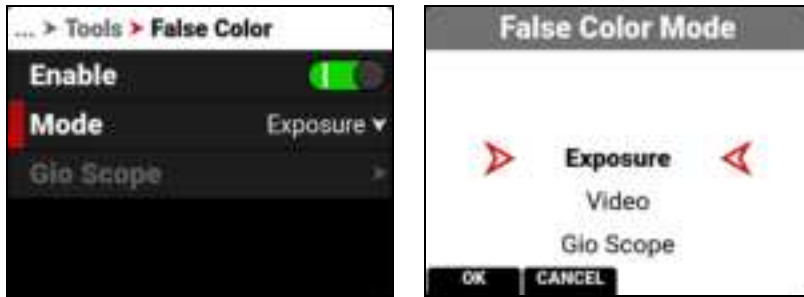 ... > Tools > False Color
Enable
Mode Exposure
Gio Scope
False Color Mode
Exposure
Video
Gio Scope
OK CANCEL